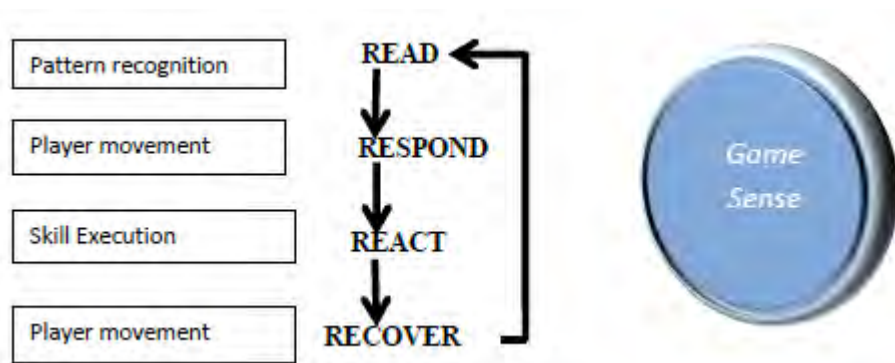 Pattern recognition
READ
Player movement
RESPOND
Skill Execution
REACT
Player movement
RECOVER
Game
Sense